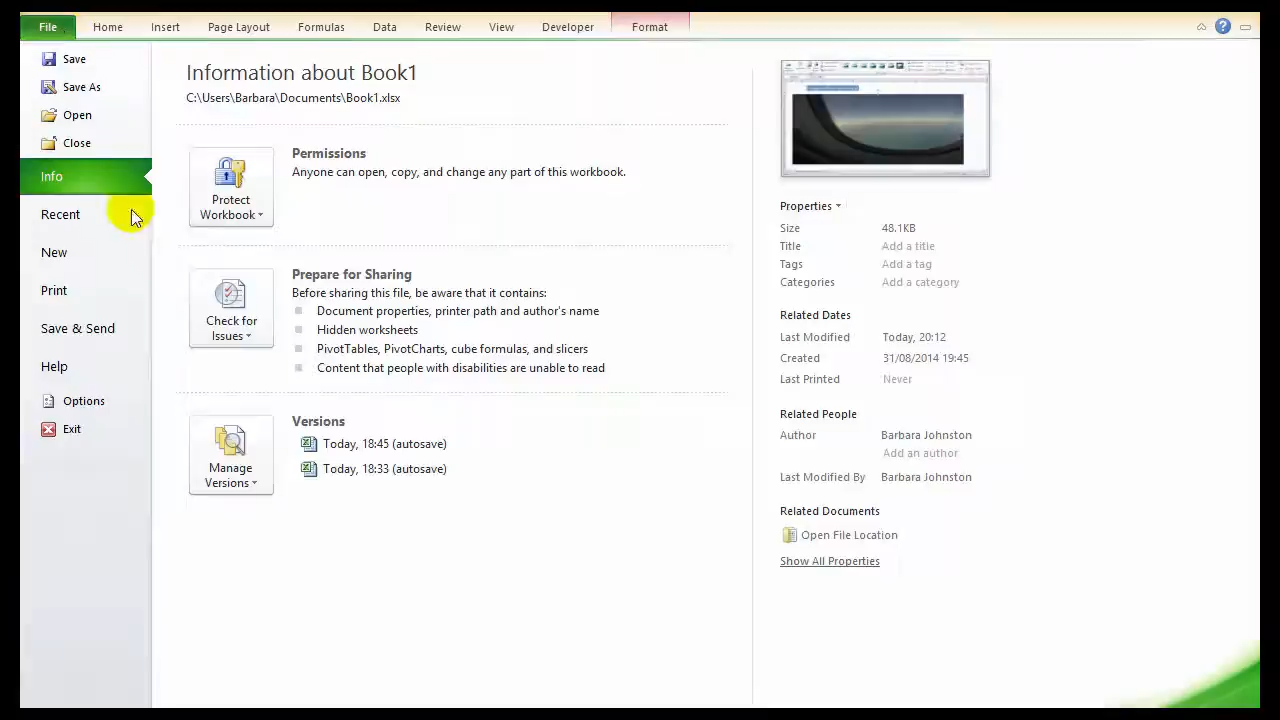 File Home Insert Page Layout Formulas Data Review View Developer Format
Save
Save As
Open
Close
Info
Recent
New
Print
Save & Send
Help
Options
Exit
Information about Book1
C:\Users\Barbara\Documents\Book1.xlsx
Protect
Workbook
Permissions
Anyone can open, copy, and change any part of this workbook.
Check for
Issues
Prepare for Sharing
Before sharing this file, be aware that it contains:
Document properties, printer path and author's name
Hidden worksheets
PivotTables, PivotCharts, cube formulas, and slicers
Content that people with disabilities are unable to read
Manage
Versions
Versions
Today, 18:45 (autosave)
Today, 18:33 (autosave)
Properties
Size 48.1KB
Title Add a title
Tags Add a tag
Categories Add a category
Related Dates
Last Modified Today, 20:12
Created 31/08/2014 19:45
Last Printed Never
Related People
Author Barbara Johnston
Add an author
Last Modified By Barbara Johnston
Related Documents
Open File Location
Show All Properties